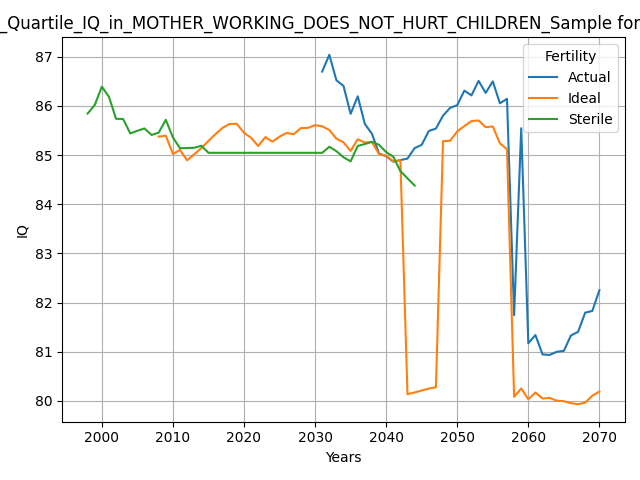 _Quartile_IQ_in_MOTHER_WORKING_DOES_NOT_HURT_CHILDREN_Sample for
Fertility
Actual
Ideal
Sterile
87
86
85
84
83
82
81
80
IQ
2000 2010 2020 2030 2040 2050 2060 2070
Years